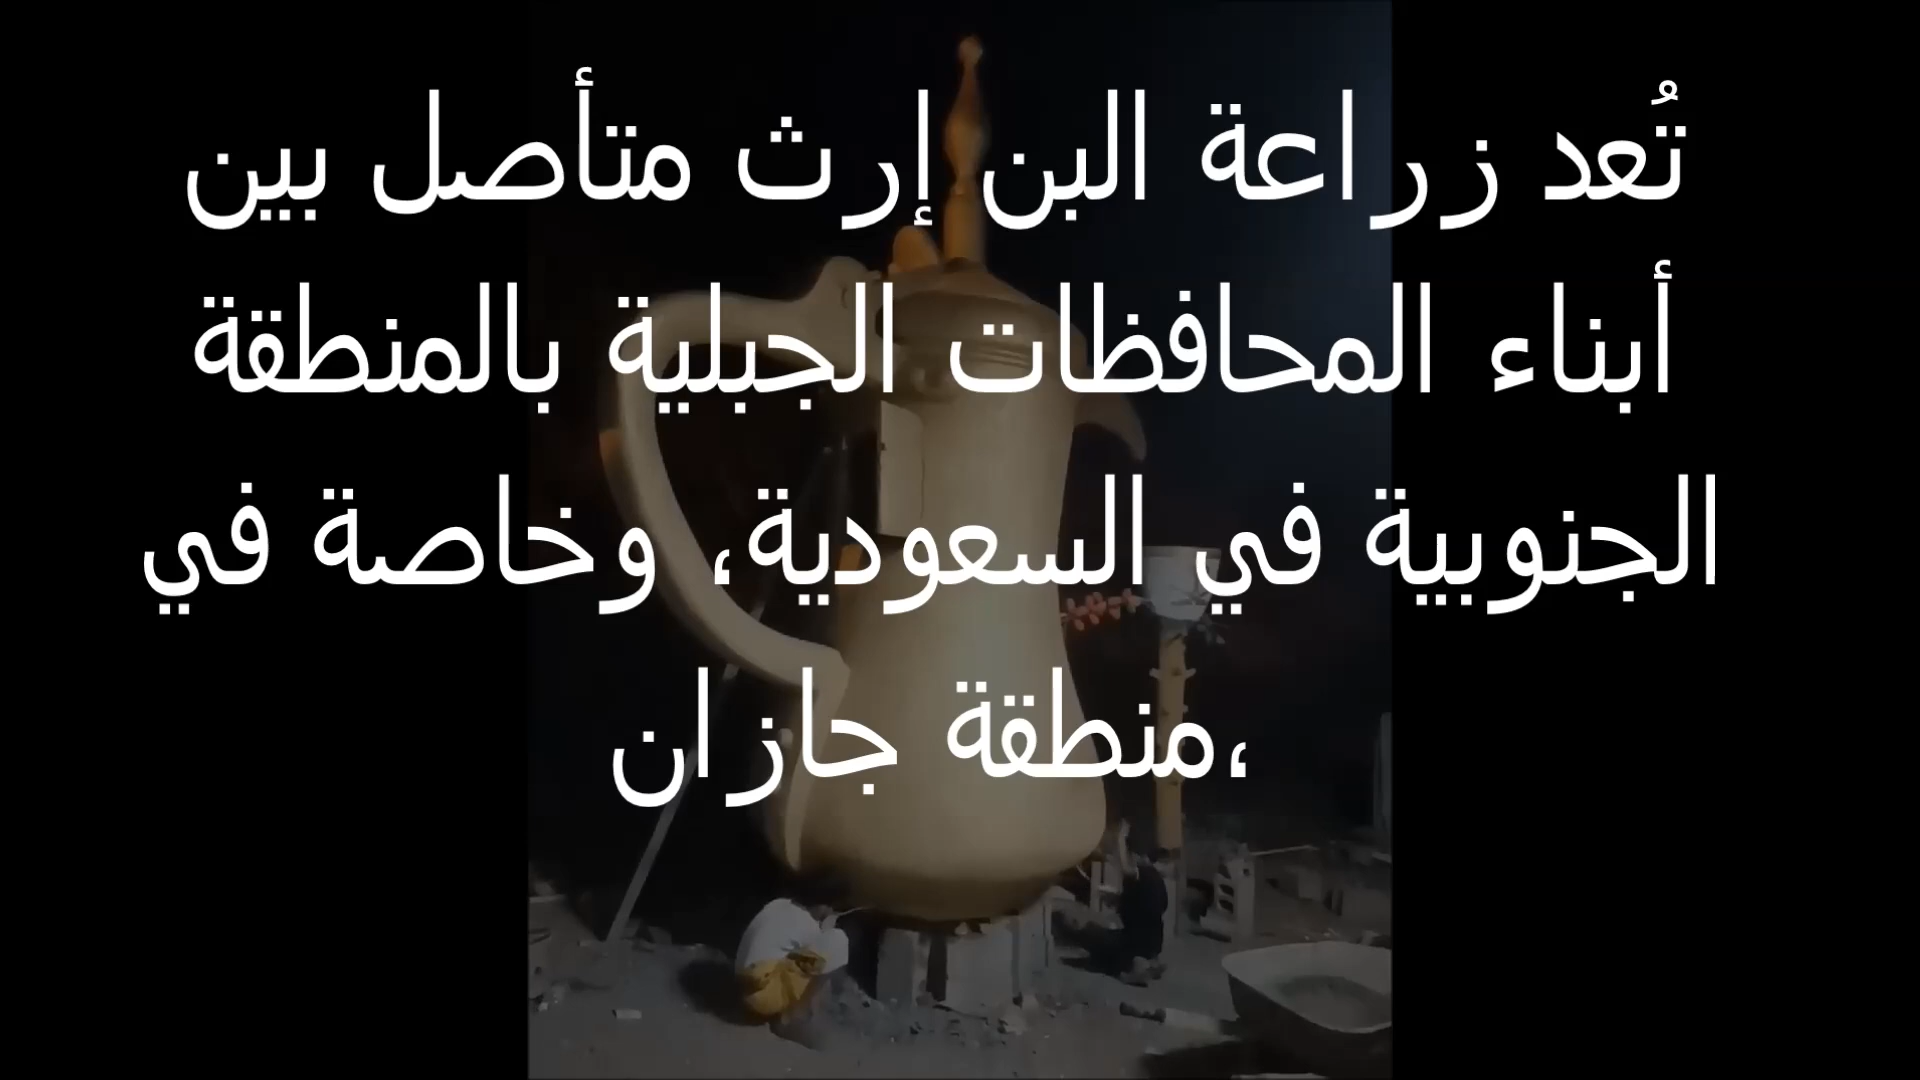 تُعد زراعة البن إرث متأصل بين
أبناء المحافظات الجبلية بالمنطقة
الجنوبية في السعودية، وخاصة في
،منطقة جازان